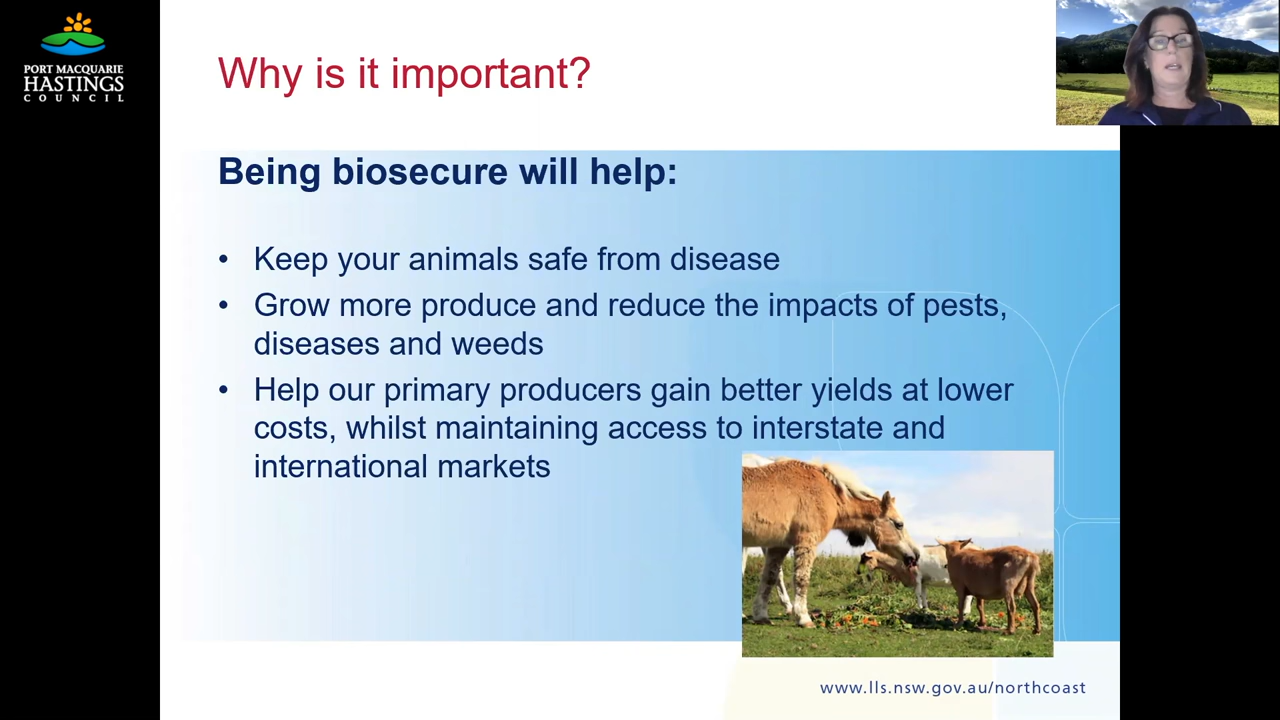 PORT MACQUARIE
HASTINGS
COUNCIL
Why is it important?
Being biosecure will help:
• Keep your animals safe from disease
• Grow more produce and reduce the impacts of pests,
diseases and weeds
• Help our primary producers gain better yields at lower
costs, whilst maintaining access to interstate and
international markets
www.lls.nsw.gov.au/northcoast